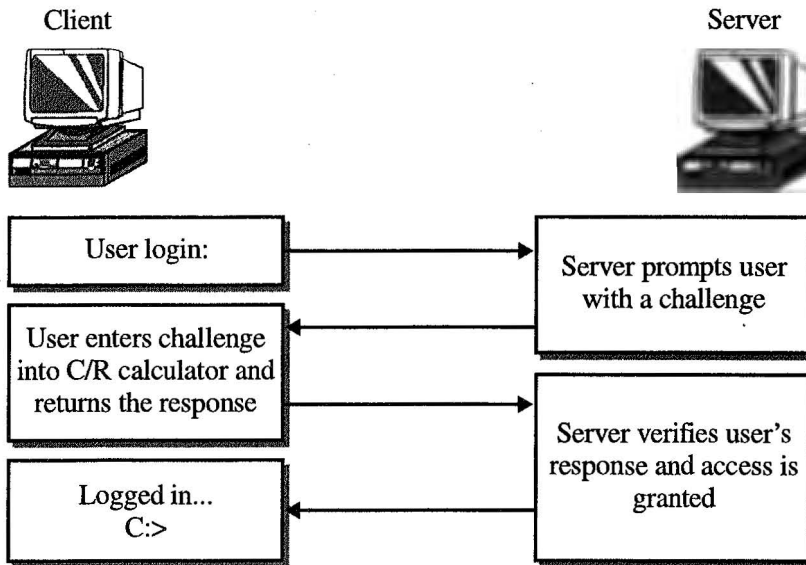 Client
Server
User login:
Server prompts user
with a challenge
User enters challenge
into C/R calculator and
returns the response
Server verifies user's
response and access is
granted
Logged in...
C:>